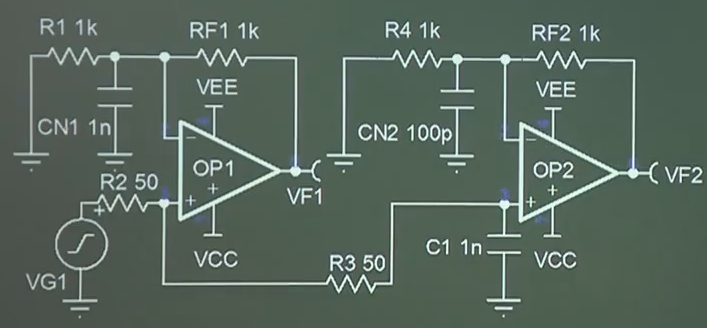 R1 1k
RF1 1k
R4 1k
RF2 1k
VEE
VEE
CN1 1n
CN2 100p
OP1
OP2
R2 50
VF1
VF2
VCC
C1 1n
VCC
R3 50
VG1